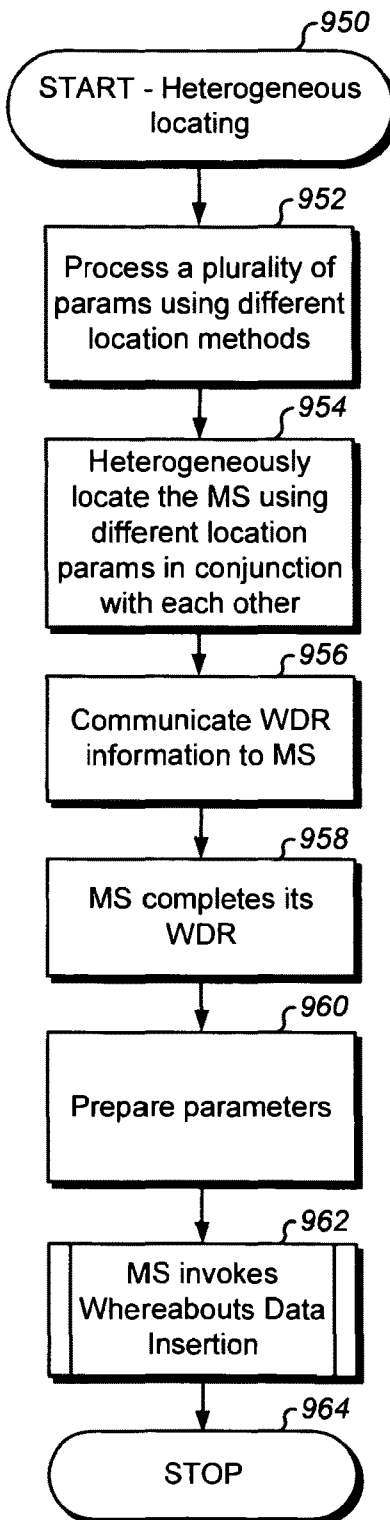 950
START - Heterogeneous
locating
952
Process a plurality of
params using different
location methods
954
Heterogeneously
locate the MS using
different location
params in conjunction
with each other
956
Communicate WDR
information to MS
958
MS completes its
WDR
960
Prepare parameters
962
MS invokes
Whereabouts Data
Insertion
964
STOP